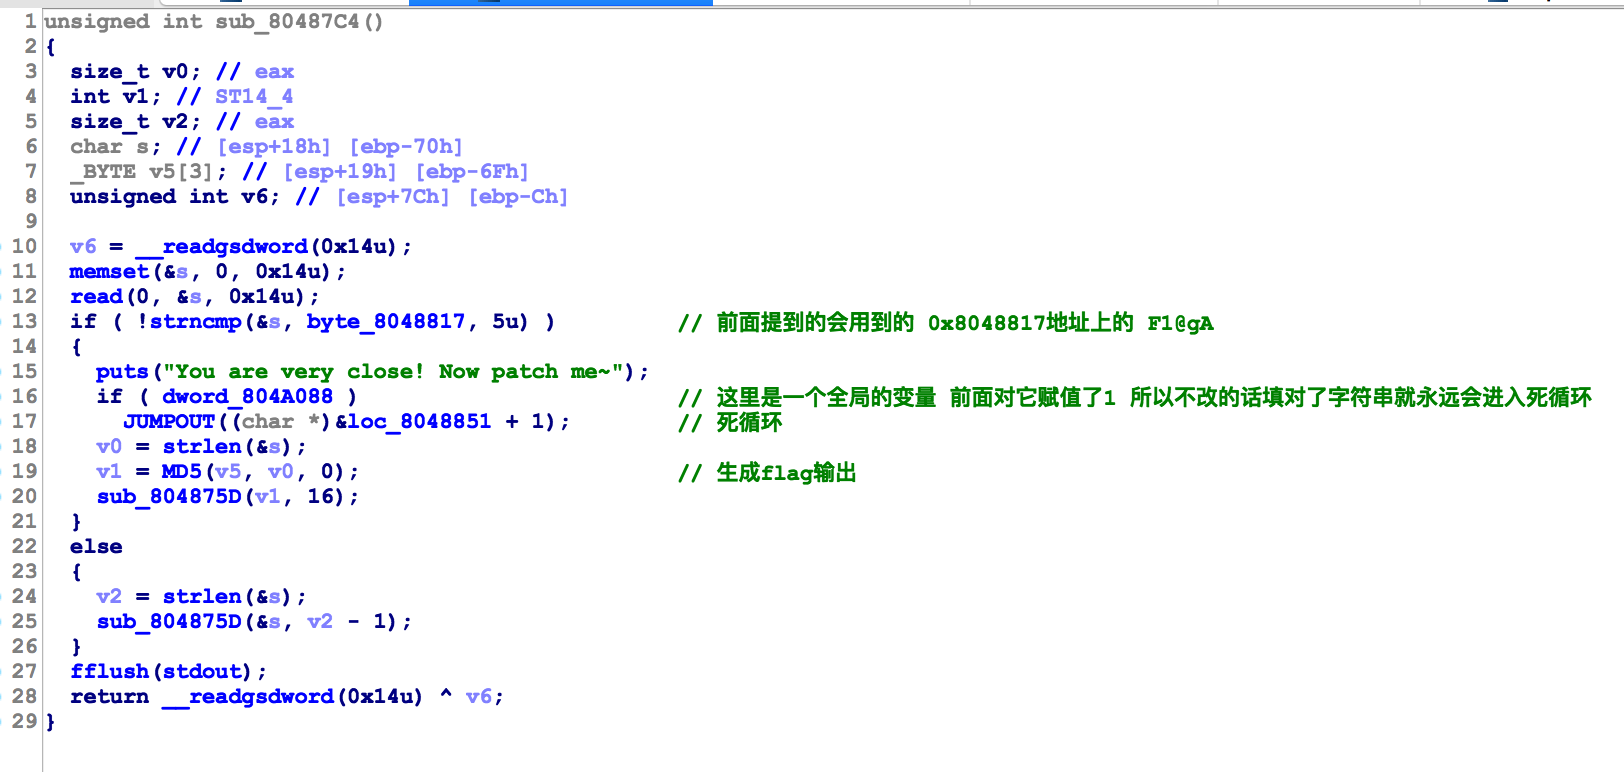 1 unsigned int sub_80487C4()
2 {
3 size_t v0; // eax
4 int v1; // ST14_4
5 size_t v2; // eax
6 char s; // [esp+18h] [ebp-70h]
7 _BYTE v5[3]; // [esp+19h] [ebp-6Fh]
8 unsigned int v6; // [esp+7Ch] [ebp-Ch]
9
10 v6 = __readgsdword(0x14u);
11 memset(&s, 0, 0x14u);
12 read(0, &s, 0x14u);
13 if ( !strncmp(&s, byte_8048817, 5u) ) // 前面提到的会用到的 0x8048817地址上的 F1@gA
14 {
15 puts("You are very close! Now patch me~");
16 if ( dword_804A088 ) // 这里是一个全局的变量 前面对它赋值了1 所以不改的话填对了字符串就永远会进入死循环
17 JUMPOUT((char *)&loc_8048851 + 1); // 死循环
18 v0 = strlen(&s);
19 v1 = MD5(v5, v0, 0); // 生成flag输出
20 sub_804875D(v1, 16);
21 }
22 else
23 {
24 v2 = strlen(&s);
25 sub_804875D(&s, v2 - 1);
26 }
27 fflush(stdout);
28 return __readgsdword(0x14u) ^ v6;
29 }